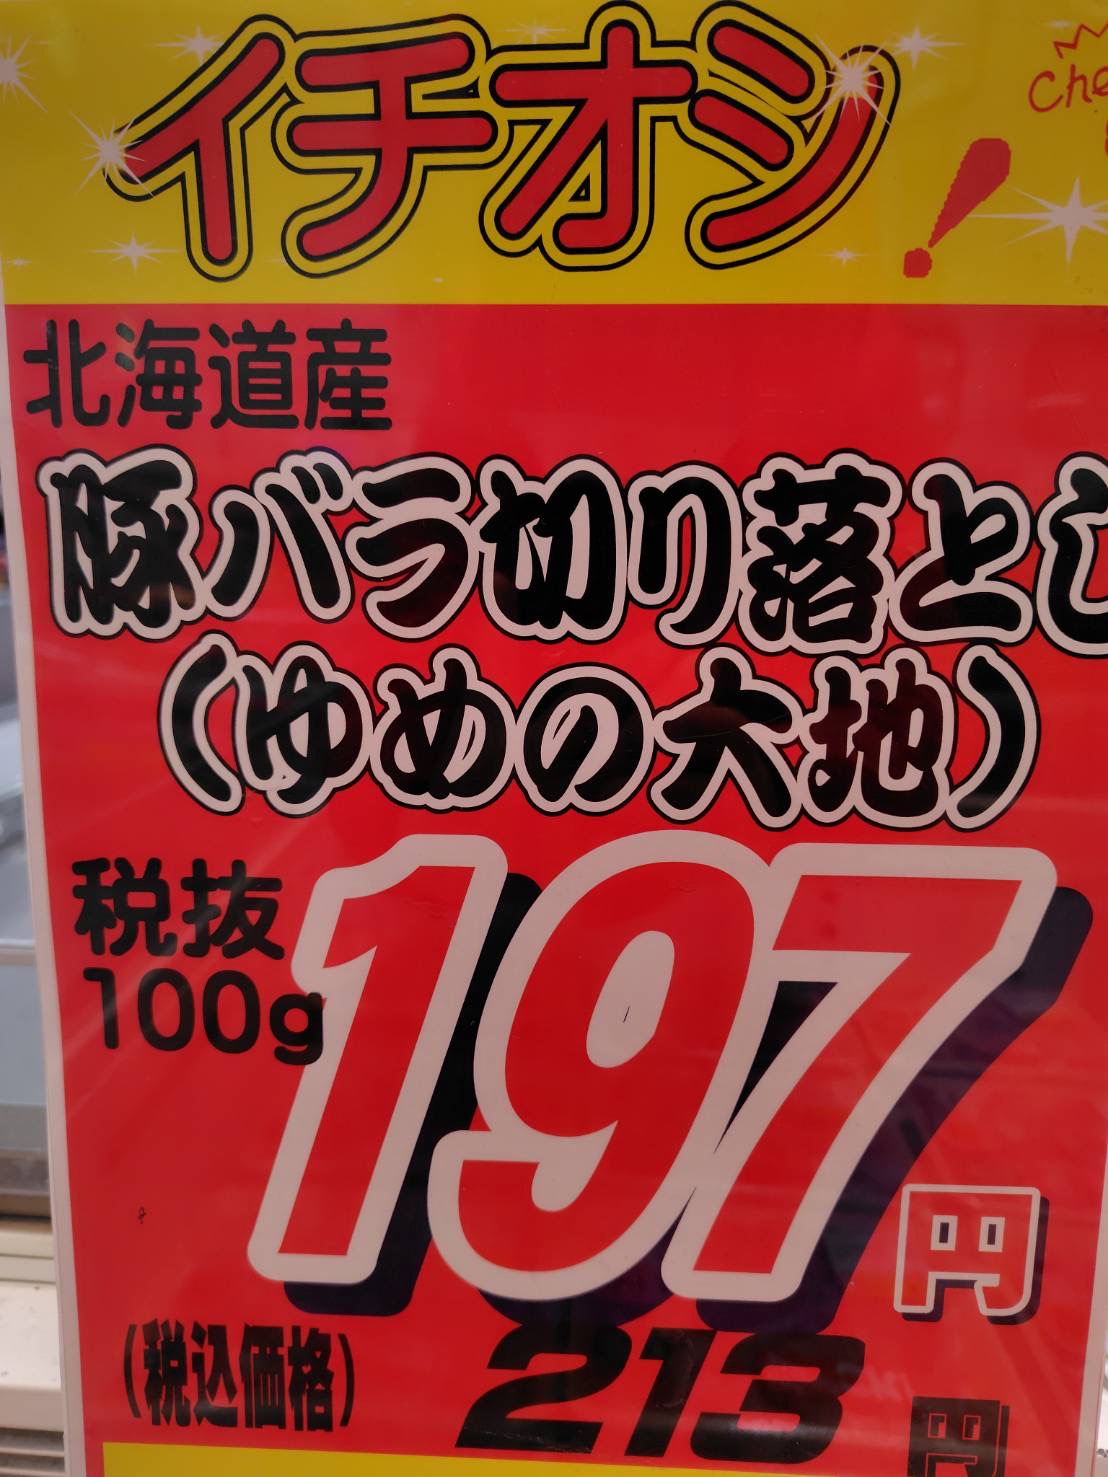 イチオシ!
北海道産
豚バラ切り落とし
(ゆめの大地)
税抜
100g
197円
(税込価格)
213円